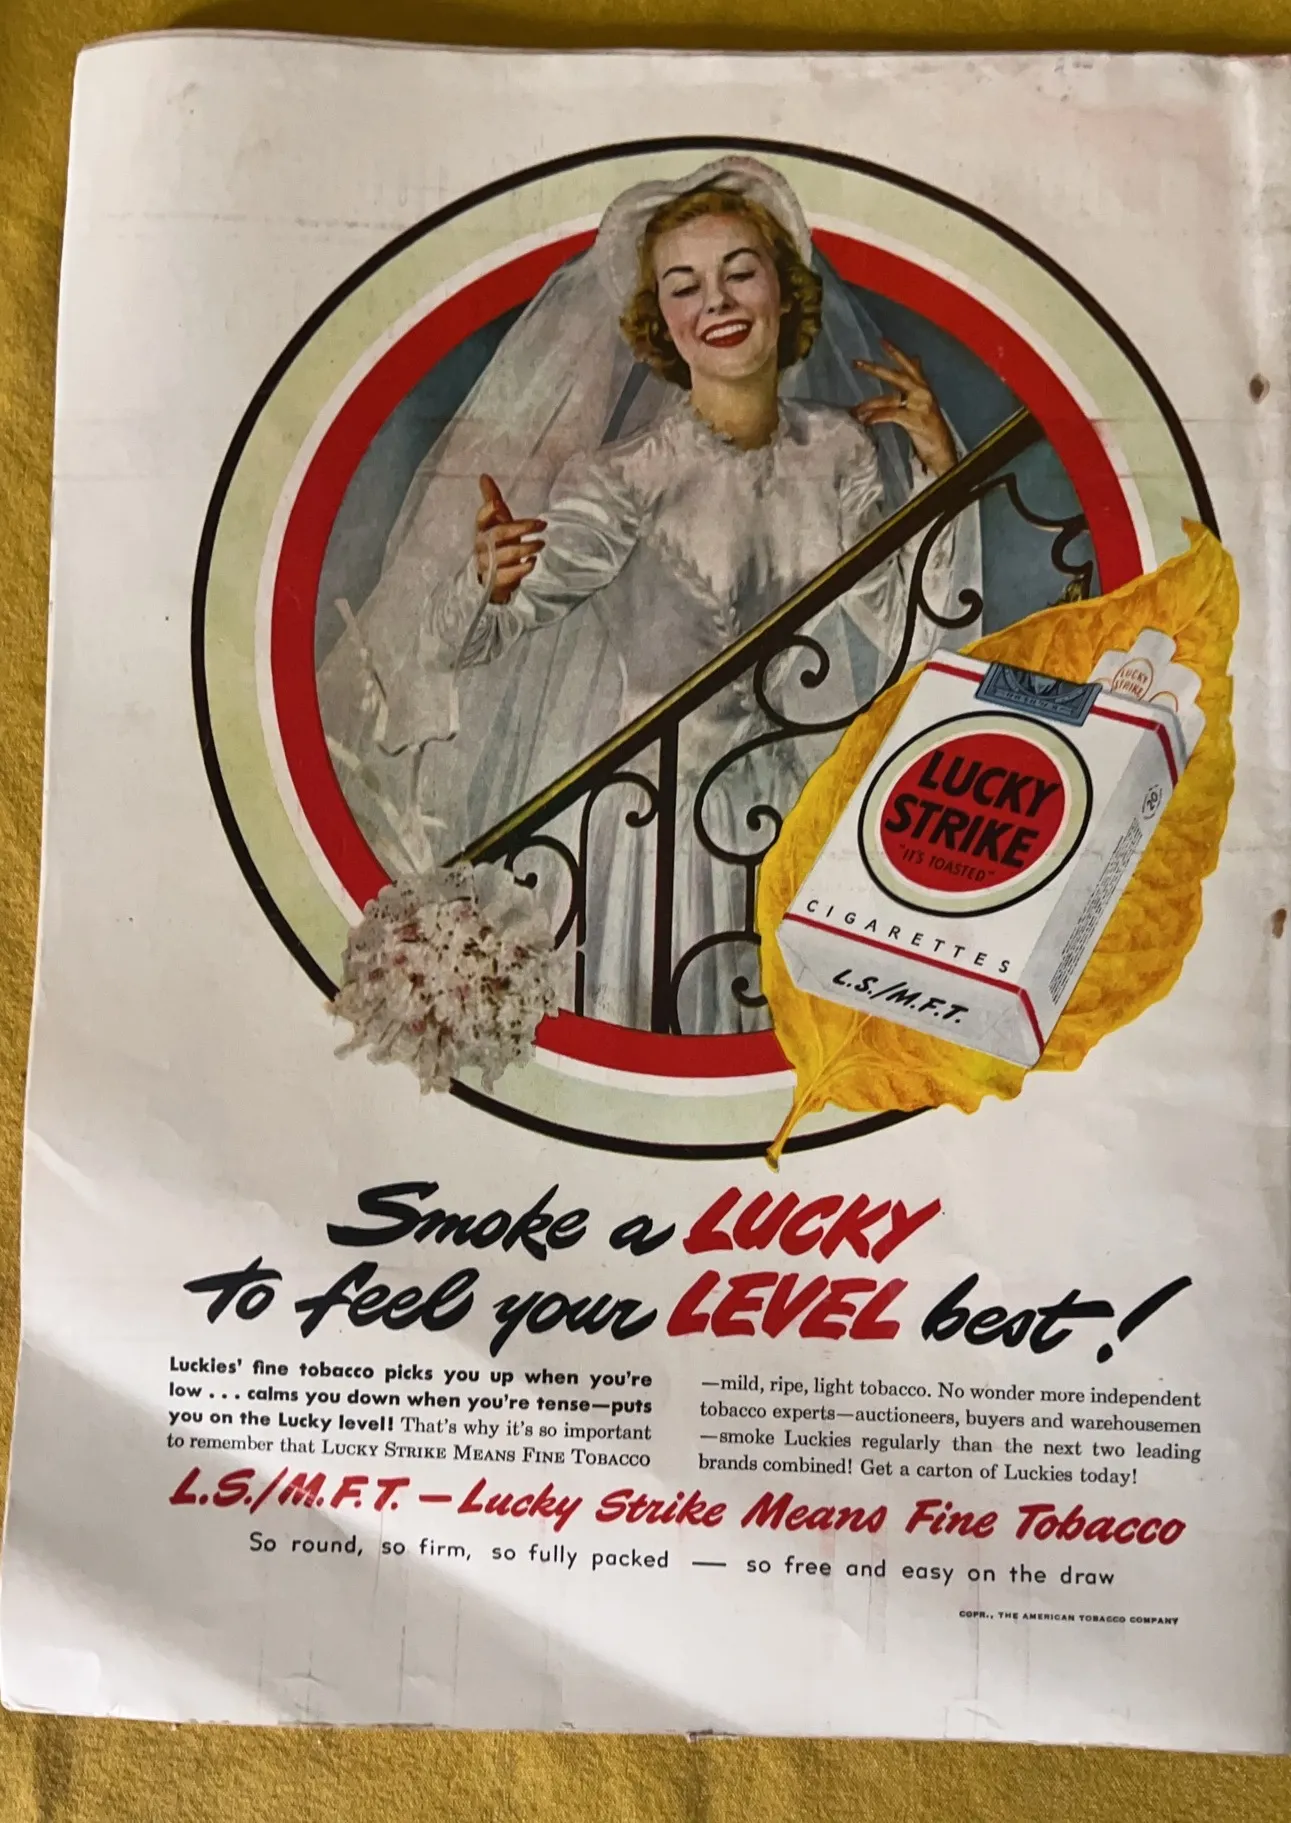 LUCKY
STRIKE
LUCKY
STRIKE
"IT'S TOASTED"
CIGARETTES
L.S./M.F.T.
20
Smoke a LUCKY
to feel your LEVEL best!
Luckies' fine tobacco picks you up when you're
low . . . calms you down when you're tense—puts
you on the Lucky level! That's why it's so important
to remember that LUCKY STRIKE MEANS FINE TOBACCO
—mild, ripe, light tobacco. No wonder more independent
tobacco experts—auctioneers, buyers and warehousemen
—smoke Luckies regularly than the next two leading
brands combined! Get a carton of Luckies today!
L.S./M.F.T. — Lucky Strike Means Fine Tobacco
So round, so firm, so fully packed — so free and easy on the draw
COPR., THE AMERICAN TOBACCO COMPANY